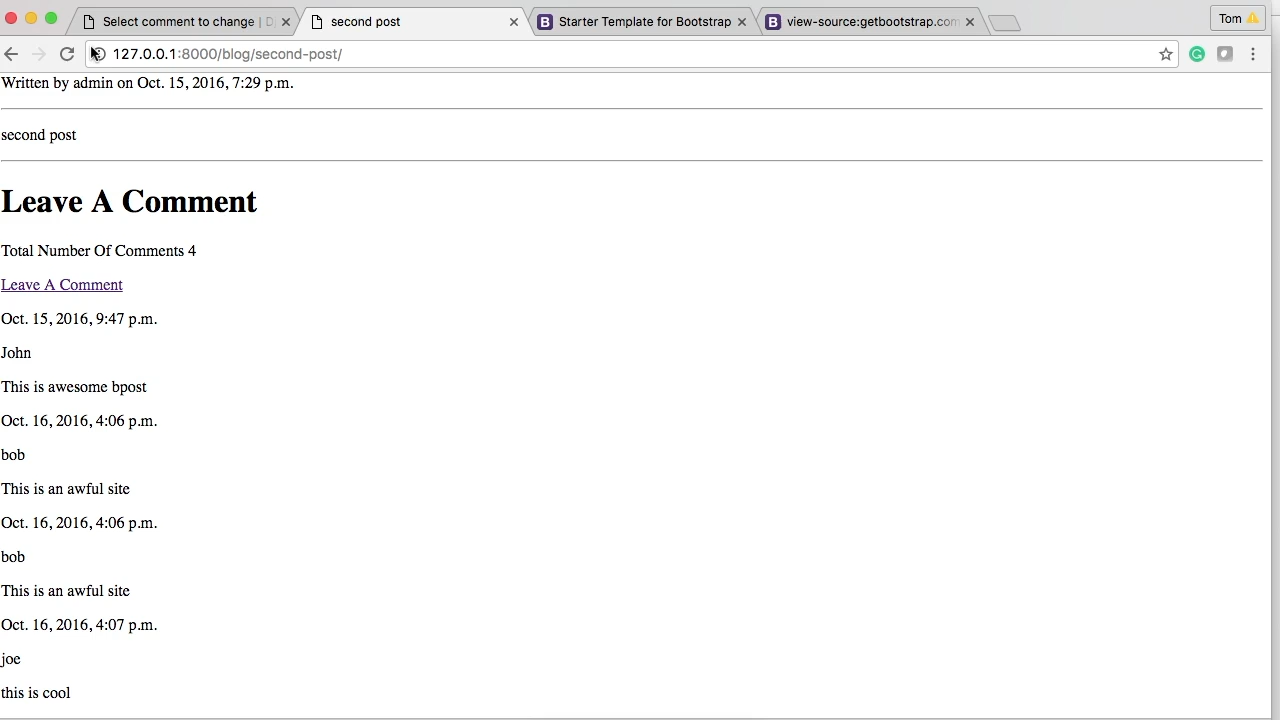 Select comment to change | D
second post
Starter Template for Bootstrap
view-source:getbootstrap.com
Tom
127.0.0.1:8000/blog/second-post/
Written by admin on Oct. 15, 2016, 7:29 p.m.
second post
Leave A Comment
Total Number Of Comments 4
Leave A Comment
Oct. 15, 2016, 9:47 p.m.
John
This is awesome bpost
Oct. 16, 2016, 4:06 p.m.
bob
This is an awful site
Oct. 16, 2016, 4:06 p.m.
bob
This is an awful site
Oct. 16, 2016, 4:07 p.m.
joe
this is cool